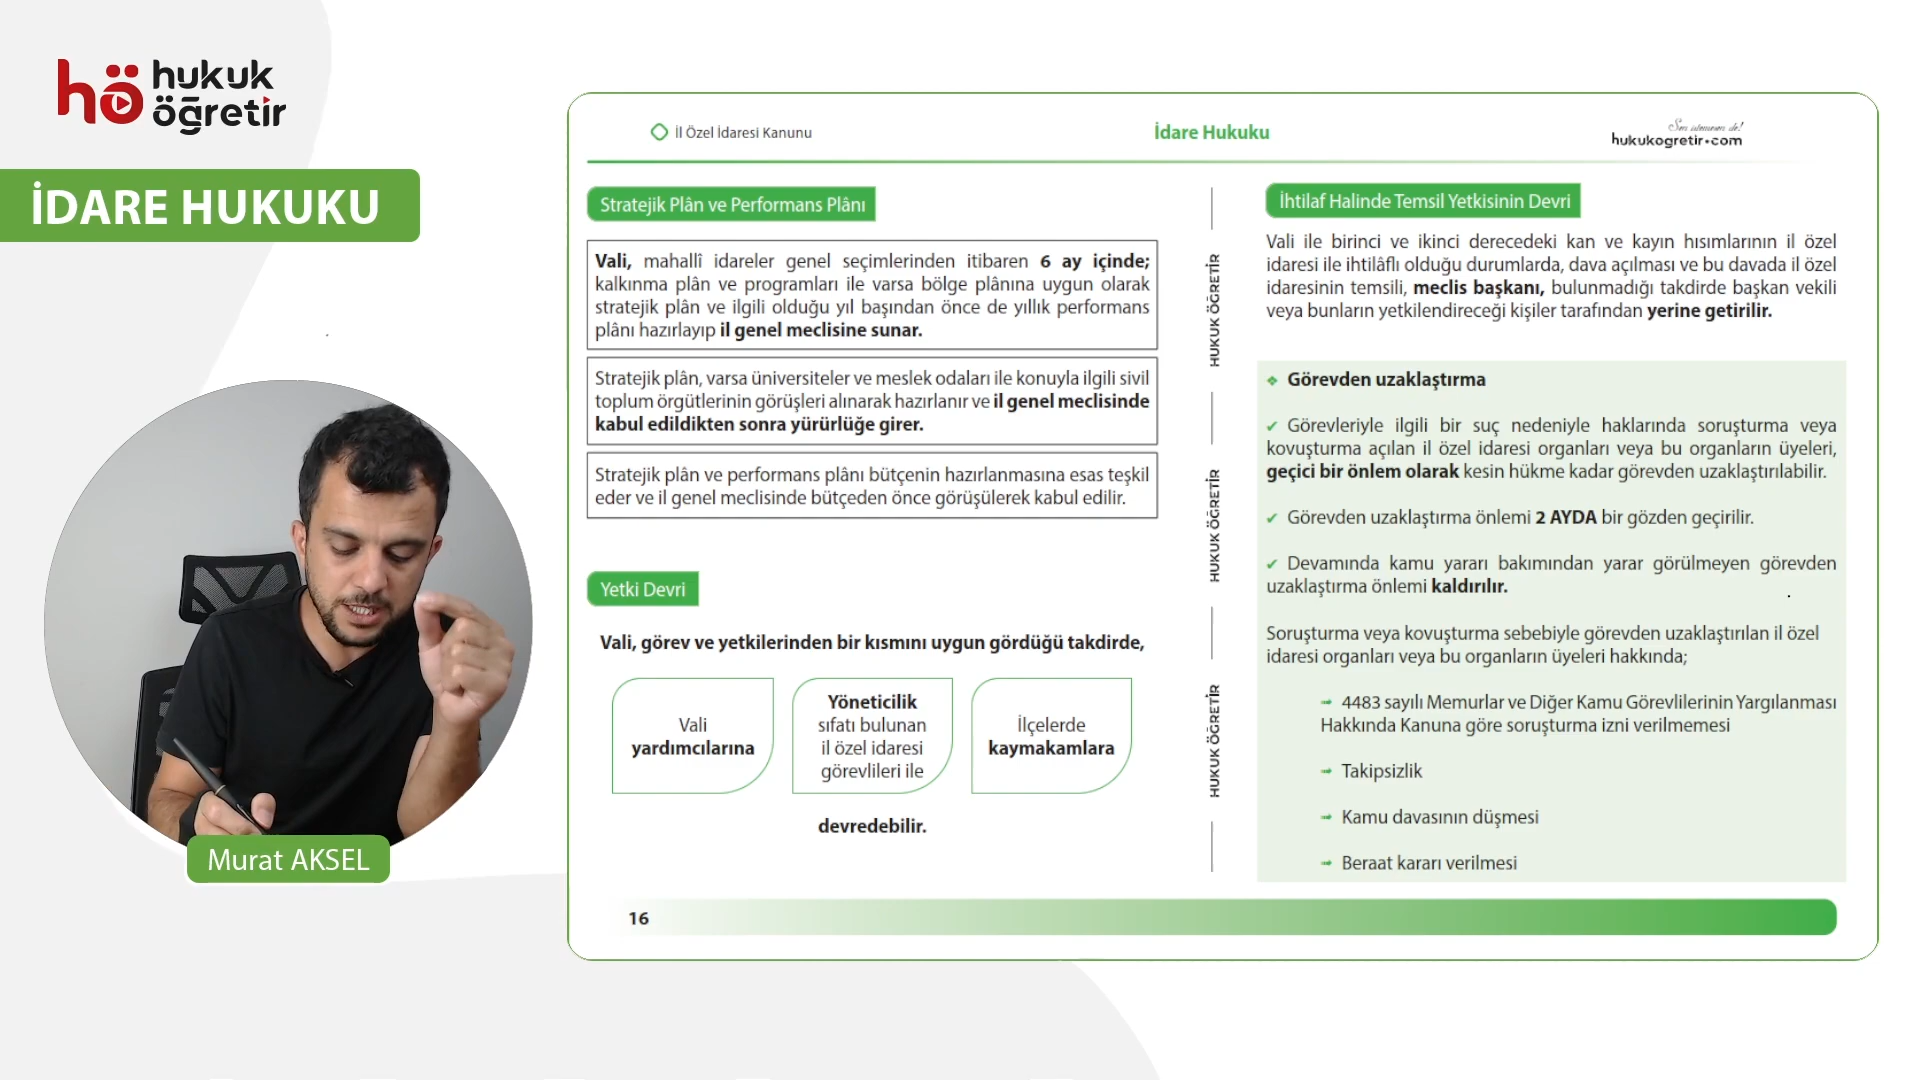 hö hukuk
öğretir
İDARE HUKUKU
Murat AKSEL
İl Özel İdaresi Kanunu
İdare Hukuku
Sen istemesen de!
hukukogretir•com
Stratejik Plân ve Performans Plânı
Vali, mahallî idareler genel seçimlerinden itibaren 6 ay içinde;
kalkınma plân ve programları ile varsa bölge plânına uygun olarak
stratejik plân ve ilgili olduğu yıl başından önce de yıllık performans
plânı hazırlayıp il genel meclisine sunar.
Stratejik plân, varsa üniversiteler ve meslek odaları ile konuyla ilgili sivil
toplum örgütlerinin görüşleri alınarak hazırlanır ve il genel meclisinde
kabul edildikten sonra yürürlüğe girer.
Stratejik plân ve performans plânı bütçenin hazırlanmasına esas teşkil
eder ve il genel meclisinde bütçeden önce görüşülerek kabul edilir.
Yetki Devri
Vali, görev ve yetkilerinden bir kısmını uygun gördüğü takdirde,
Vali
yardımcılarına
Yöneticilik
sıfatı bulunan
il özel idaresi
görevlileri ile
İlçelerde
kaymakamlara
devredebilir.
HUKUK ÖĞRETİR
HUKUK ÖĞRETİR
HUKUK ÖĞRETİR
İhtilaf Halinde Temsil Yetkisinin Devri
Vali ile birinci ve ikinci derecedeki kan ve kayın hısımlarının il özel
idaresi ile ihtilâflı olduğu durumlarda, dava açılması ve bu davada il özel
idaresinin temsili, meclis başkanı, bulunmadığı takdirde başkan vekili
veya bunların yetkilendireceği kişiler tarafından yerine getirilir.
❖ Görevden uzaklaştırma
✔ Görevleriyle ilgili bir suç nedeniyle haklarında soruşturma veya
kovuşturma açılan il özel idaresi organları veya bu organların üyeleri,
geçici bir önlem olarak kesin hükme kadar görevden uzaklaştırılabilir.
✔ Görevden uzaklaştırma önlemi 2 AYDA bir gözden geçirilir.
✔ Devamında kamu yararı bakımından yarar görülmeyen görevden
uzaklaştırma önlemi kaldırılır.
Soruşturma veya kovuşturma sebebiyle görevden uzaklaştırılan il özel
idaresi organları veya bu organların üyeleri hakkında;
➟ 4483 sayılı Memurlar ve Diğer Kamu Görevlilerinin Yargılanması
Hakkında Kanuna göre soruşturma izni verilmemesi
➟ Takipsizlik
➟ Kamu davasının düşmesi
➟ Beraat kararı verilmesi
16